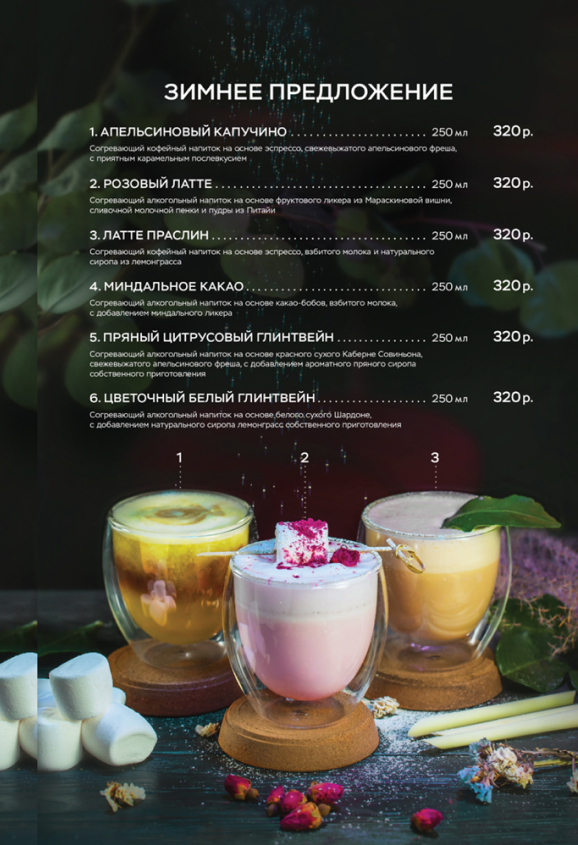 ЗИМНЕЕ ПРЕДЛОЖЕНИЕ
1. АПЕЛЬСИНОВЫЙ КАПУЧИНО 250 мл 320 р.
Согревающий кофейный напиток на основе эспрессо, свежевыжатого апельсинового фреша,
с приятным карамельным послевкусием
2. РОЗОВЫЙ ЛАТТЕ 250 мл 320 р.
Согревающий алкогольный напиток на основе фруктового ликера из Мараскиновой вишни,
сливочной молочной пенки и пудры из Питайи
3. ЛАТТЕ ПРАСЛИН 250 мл 320 р.
Согревающий кофейный напиток на основе эспрессо, взбитого молока и натурального
сиропа из лемонграсса
4. МИНДАЛЬНОЕ КАКАО 250 мл 320 р.
Согревающий алкогольный напиток на основе какао-бобов, взбитого молока,
с добавлением миндального ликера
5. ПРЯНЫЙ ЦИТРУСОВЫЙ ГЛИНТВЕЙН 250 мл 320 р.
Согревающий алкогольный напиток на основе красного сухого Каберне Совиньона,
свежевыжатого апельсинового фреша, с добавлением ароматного пряного сиропа
собственного приготовления
6. ЦВЕТОЧНЫЙ БЕЛЫЙ ГЛИНТВЕЙН 250 мл 320 р.
Согревающий алкогольный напиток на основе белого сухого Шардоне,
с добавлением натурального сиропа лемонграсс собственного приготовления
1 2 3